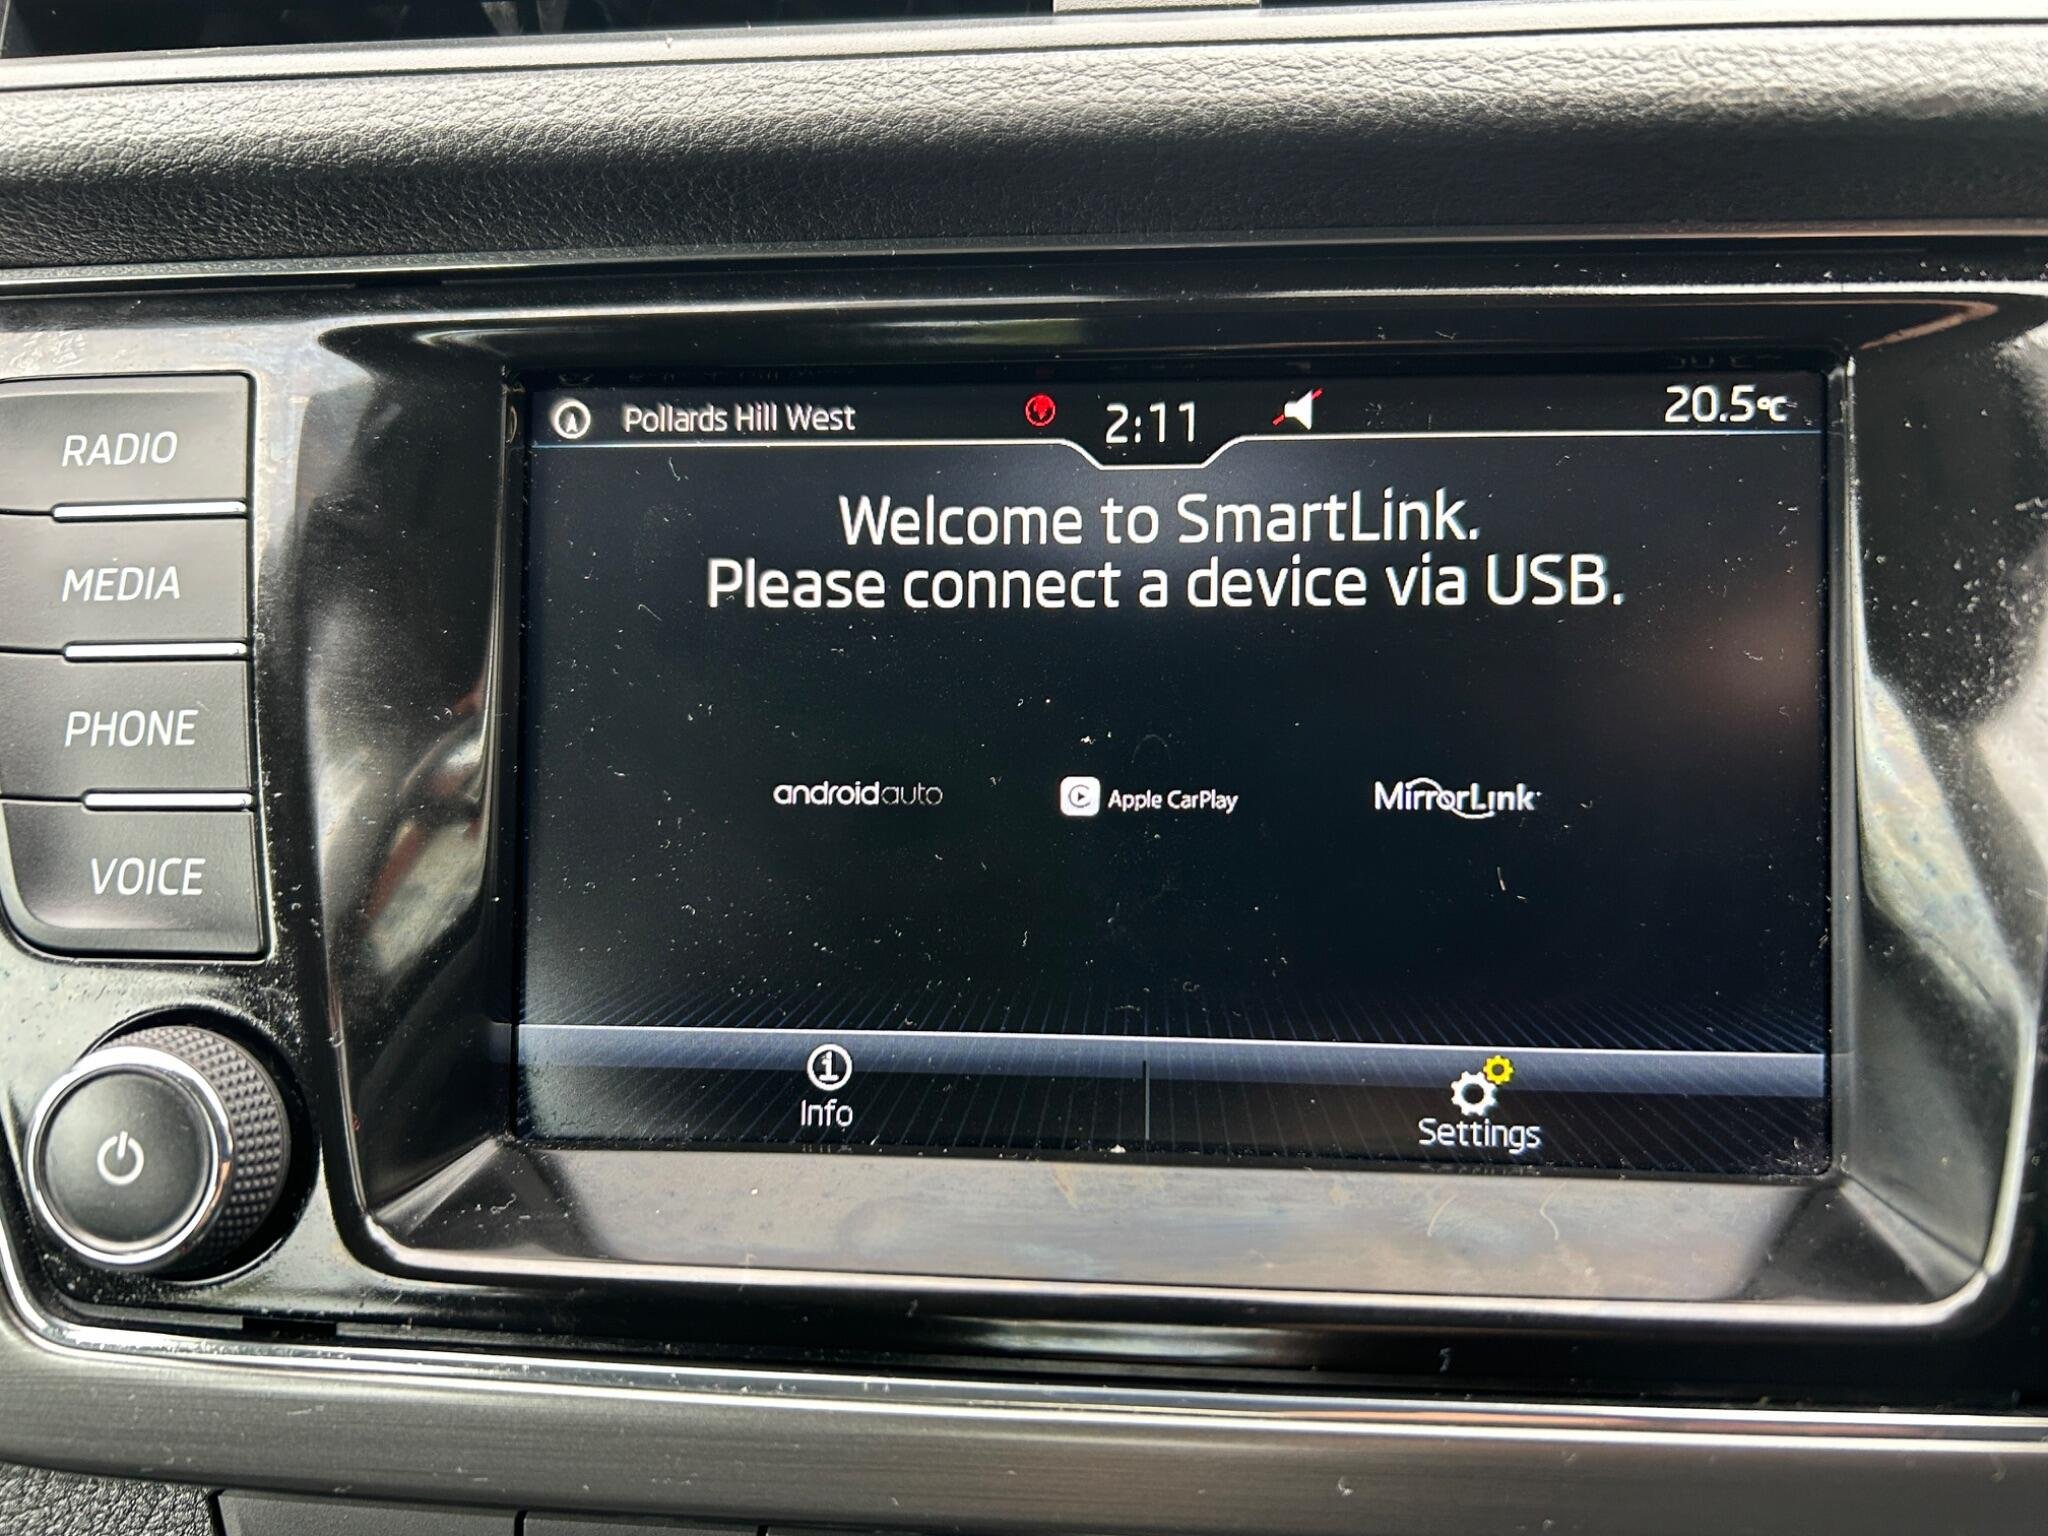 Pollards Hill West
2:11
20.5°C
Welcome to SmartLink.
Please connect a device via USB.
androidauto
Apple CarPlay
MirrorLink
Info
Settings
RADIO
MEDIA
PHONE
VOICE